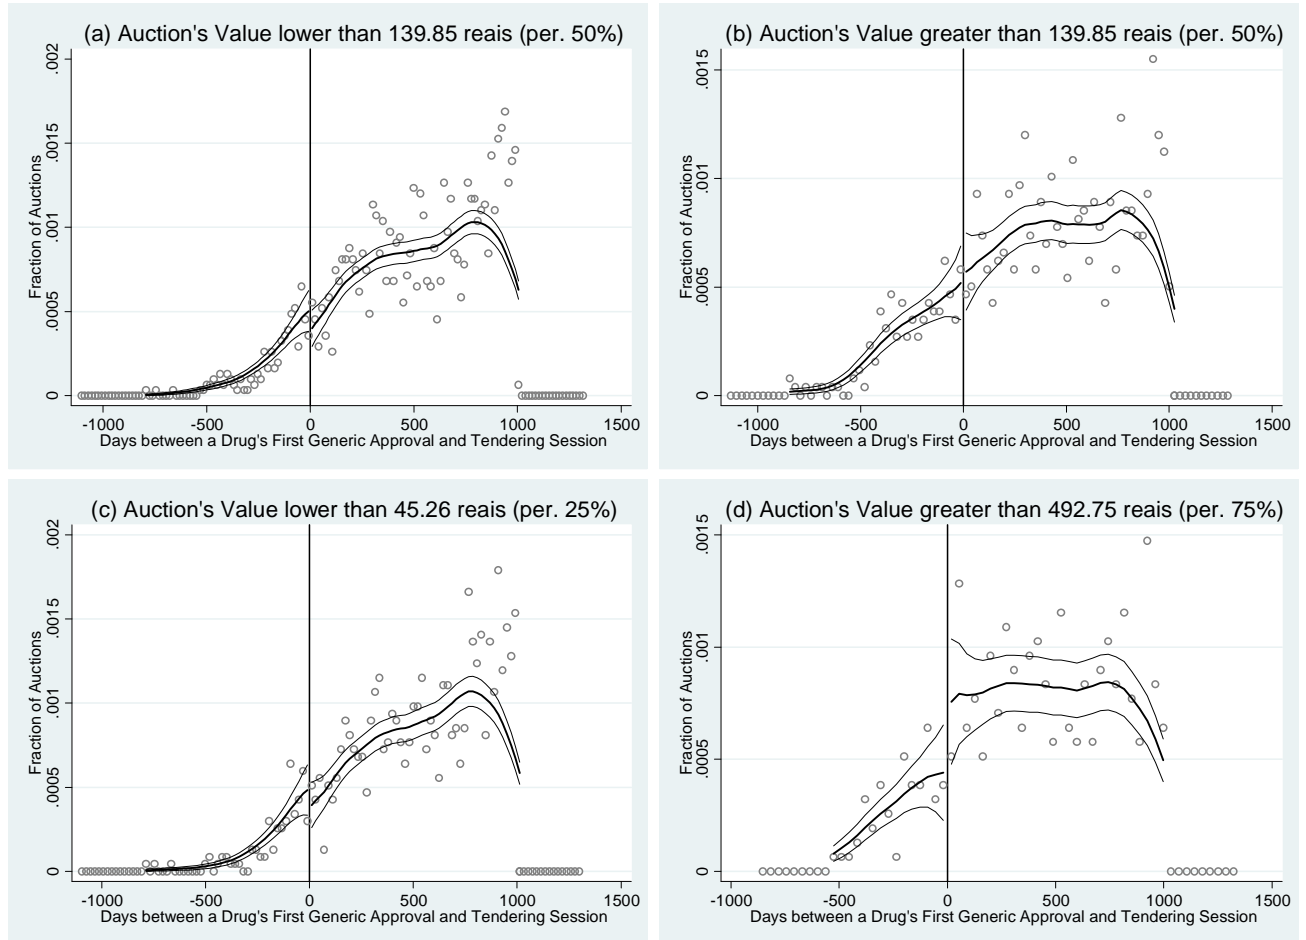 (a) Auction's Value lower than 139.85 reais (per. 50%)
Fraction of Auctions
.002
.0015
.001
.0005
0
-1000 -500 0 500 1000 1500
Days between a Drug's First Generic Approval and Tendering Session
(b) Auction's Value greater than 139.85 reais (per. 50%)
Fraction of Auctions
.0015
.001
.0005
0
-1000 -500 0 500 1000 1500
Days between a Drug's First Generic Approval and Tendering Session
(c) Auction's Value lower than 45.26 reais (per. 25%)
Fraction of Auctions
.002
.0015
.001
.0005
0
-1000 -500 0 500 1000 1500
Days between a Drug's First Generic Approval and Tendering Session
(d) Auction's Value greater than 492.75 reais (per. 75%)
Fraction of Auctions
.0015
.001
.0005
0
-1000 -500 0 500 1000 1500
Days between a Drug's First Generic Approval and Tendering Session